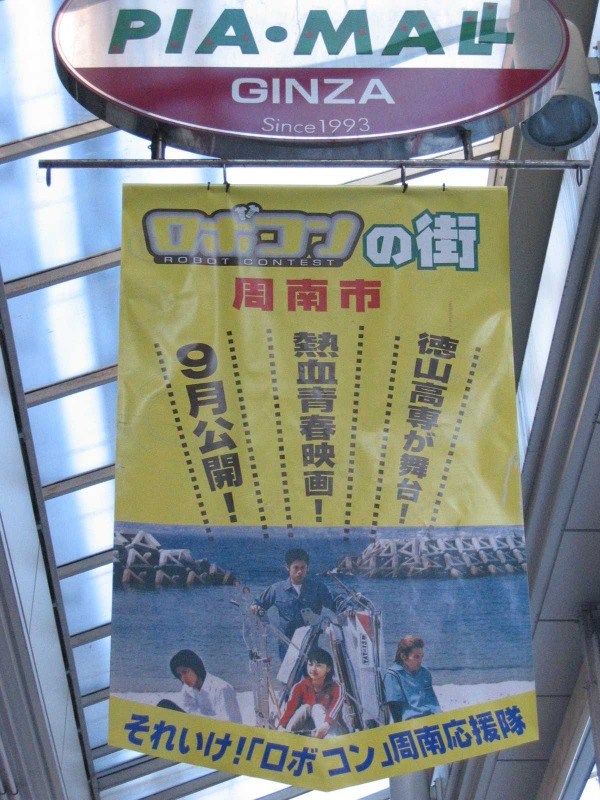 PIA·MALL
GINZA
Since1993
ロボコンの街
ROBOT CONTEST
周南市
徳山高専が舞台!
熱血青春映画!
9月公開!
それいけ!「ロボコン」周南応援隊